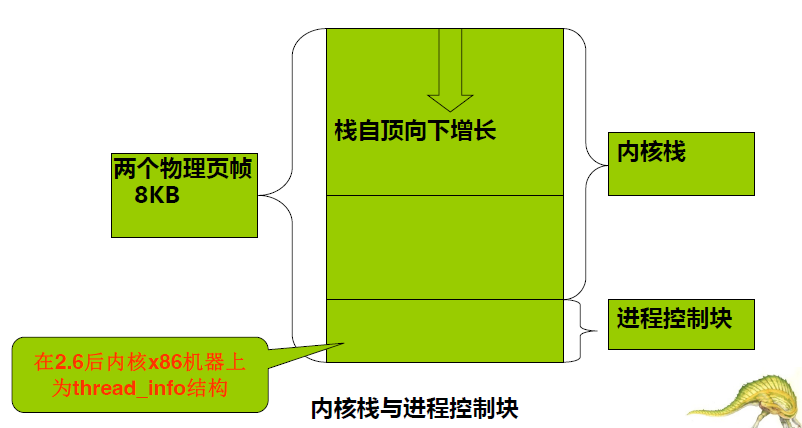 栈自顶向下增长
两个物理页帧
8KB
内核栈
进程控制块
在2.6后内核x86机器上
为thread_info结构
内核栈与进程控制块